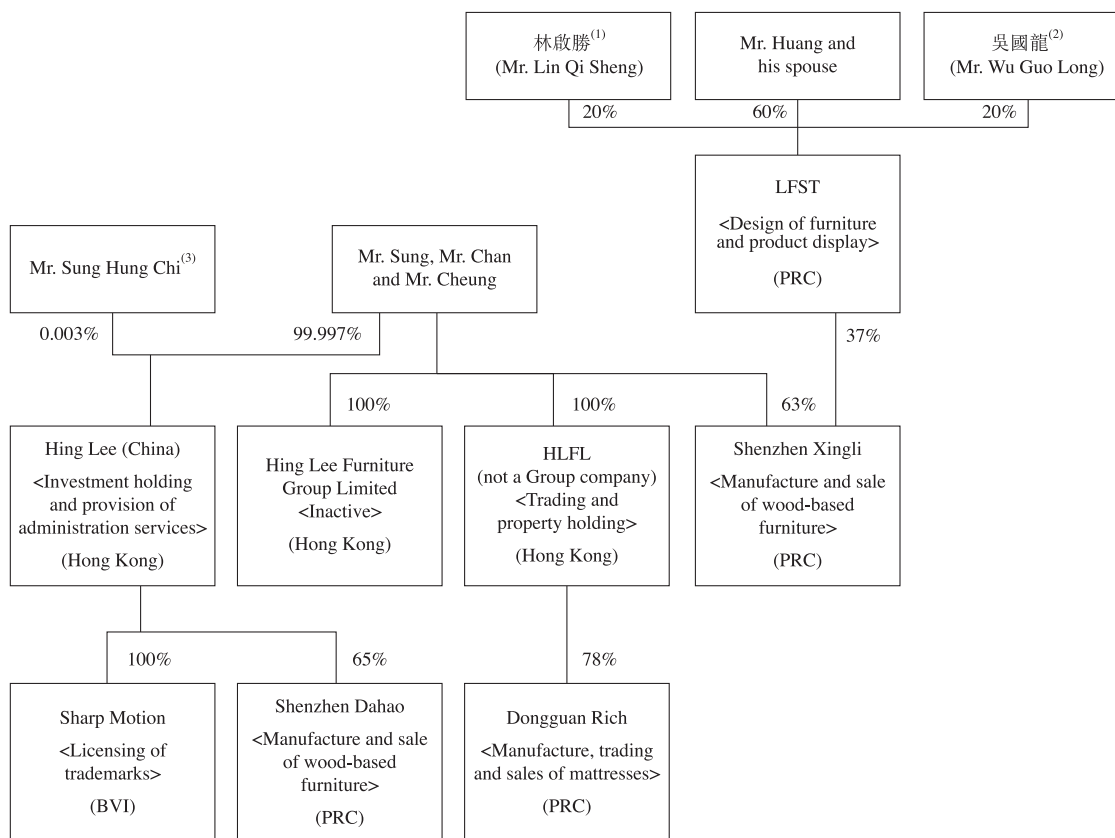 林啟勝(1)
(Mr. Lin Qi Sheng)
Mr. Huang and
his spouse
吳國龍(2)
(Mr. Wu Guo Long)
20%
60%
20%
LFST
<Design of furniture
and product display>
(PRC)
Mr. Sung Hung Chi(3)
Mr. Sung, Mr. Chan
and Mr. Cheung
0.003%
99.997%
37%
100%
100%
63%
Hing Lee (China)
<Investment holding
and provision of
administration services>
(Hong Kong)
Hing Lee Furniture
Group Limited
<Inactive>
(Hong Kong)
HLFL
(not a Group company)
<Trading and
property holding>
(Hong Kong)
Shenzhen Xingli
<Manufacture and sale
of wood-based
furniture>
(PRC)
100%
65%
78%
Sharp Motion
<Licensing of
trademarks>
(BVI)
Shenzhen Dahao
<Manufacture and sale
of wood-based
furniture>
(PRC)
Dongguan Rich
<Manufacture, trading
and sales of mattresses>
(PRC)